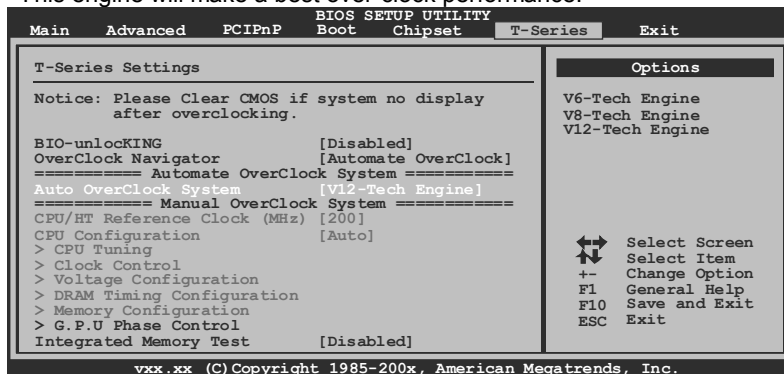 This engine will make a best over-clock performance.
BIOS SETUP UTILITY
Main Advanced PCIPnP Boot Chipset T-Series Exit
T-Series Settings
Notice: Please Clear CMOS if system no display
after overclocking.
BIO-unlocKING [Disabled]
OverClock Navigator [Automate OverClock]
=========== Automate OverClock System ===========
Auto OverClock System [V12-Tech Engine]
============ Manual OverClock System ============
CPU/HT Reference Clock (MHz) [200]
CPU Configuration [Auto]
> CPU Tuning
> Clock Control
> Voltage Configuration
> DRAM Timing Configuration
> Memory Configuration
> G.P.U Phase Control
Integrated Memory Test [Disabled]
Options
V6-Tech Engine
V8-Tech Engine
V12-Tech Engine
Select Screen
Select Item
+- Change Option
F1 General Help
F10 Save and Exit
ESC Exit
vxx.xx (C)Copyright 1985-200x, American Megatrends, Inc.